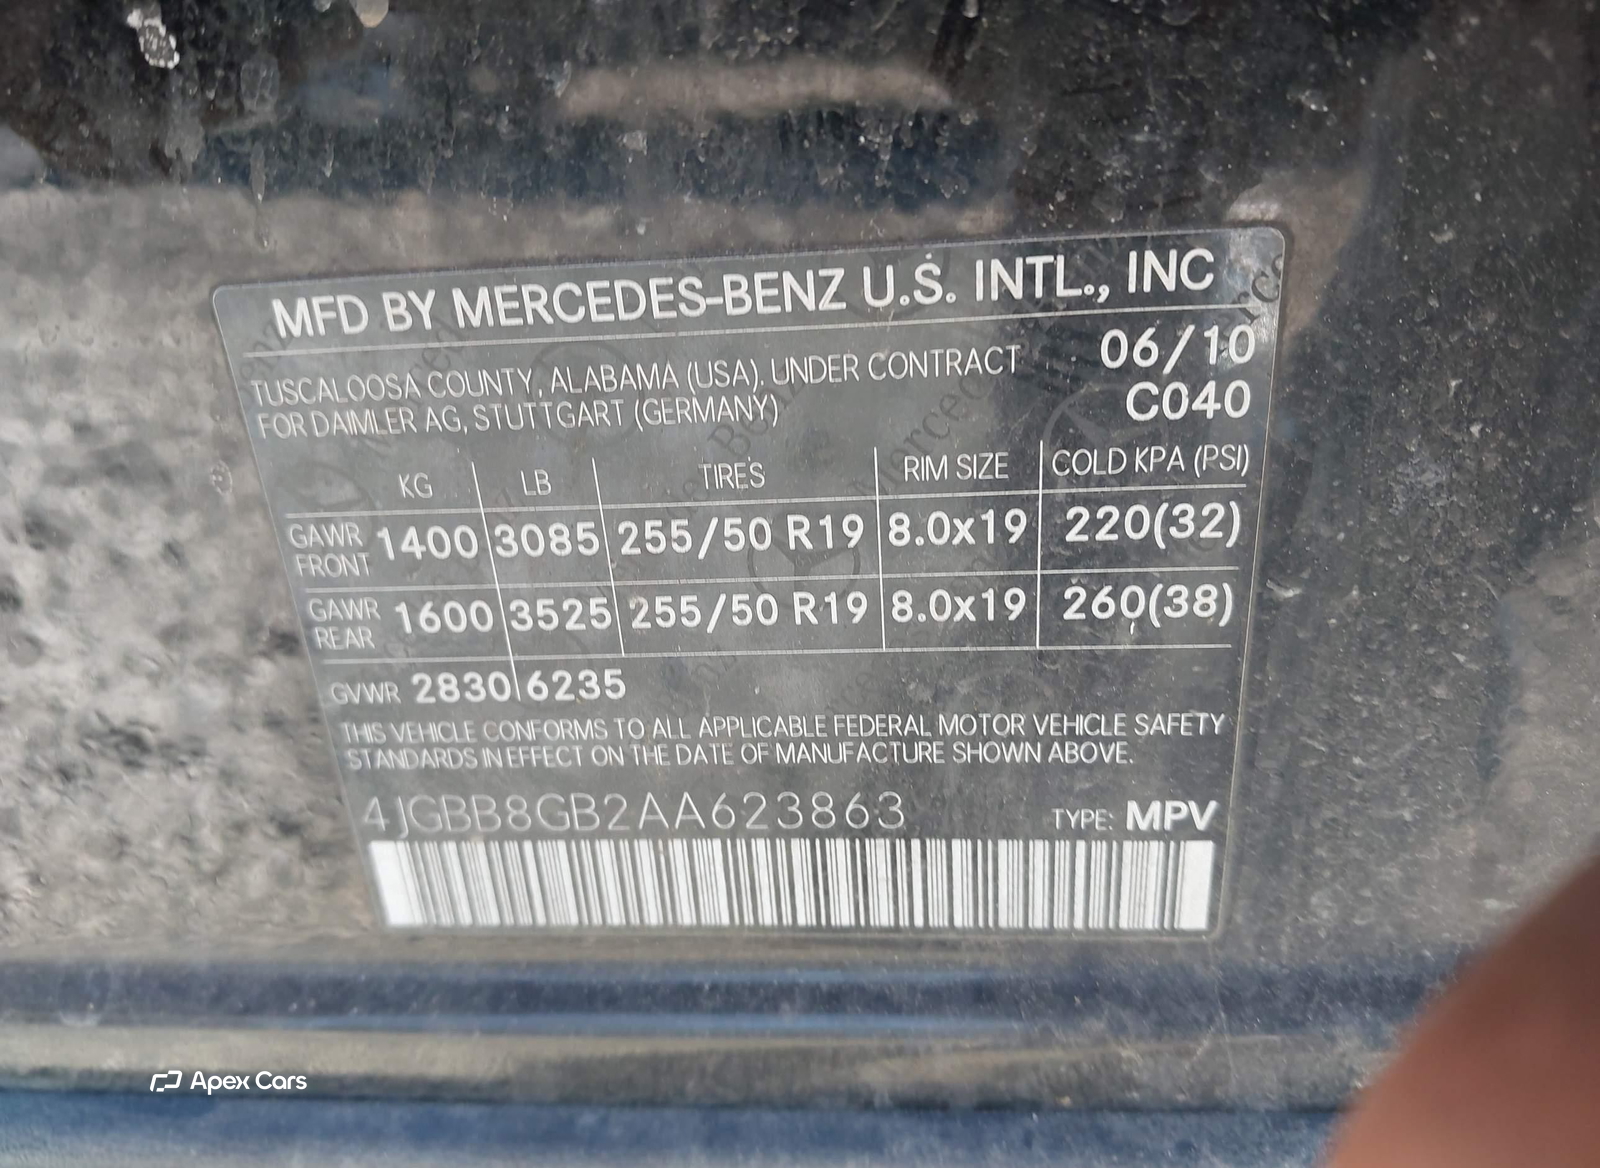 MFD BY MERCEDES-BENZ U.S. INTL., INC
TUSCALOOSA COUNTY, ALABAMA (USA). UNDER CONTRACT 06/10
FOR DAIMLER AG, STUTTGART (GERMANY) C040
KG LB TIRES RIM SIZE COLD KPA (PSI)
GAWR FRONT 1400 3085 255/50 R19 8.0x19 220(32)
GAWR REAR 1600 3525 255/50 R19 8.0x19 260(38)
GVWR 2830 6235
THIS VEHICLE CONFORMS TO ALL APPLICABLE FEDERAL MOTOR VEHICLE SAFETY
STANDARDS IN EFFECT ON THE DATE OF MANUFACTURE SHOWN ABOVE.
4JGBB8GB2AA623863 TYPE: MPV
Apex Cars